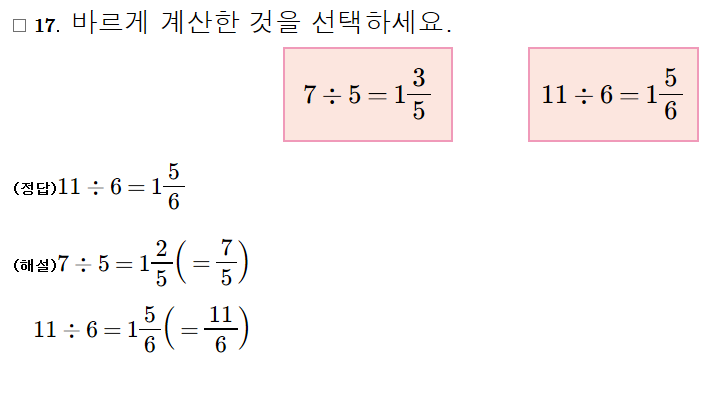 □ 17. 바르게 계산한 것을 선택하세요.
7 ÷ 5 = 1 3/5    11 ÷ 6 = 1 5/6
(정답) 11 ÷ 6 = 1 5/6
(해설) 7 ÷ 5 = 1 2/5 ( = 7/5 )
11 ÷ 6 = 1 5/6 ( = 11/6 )